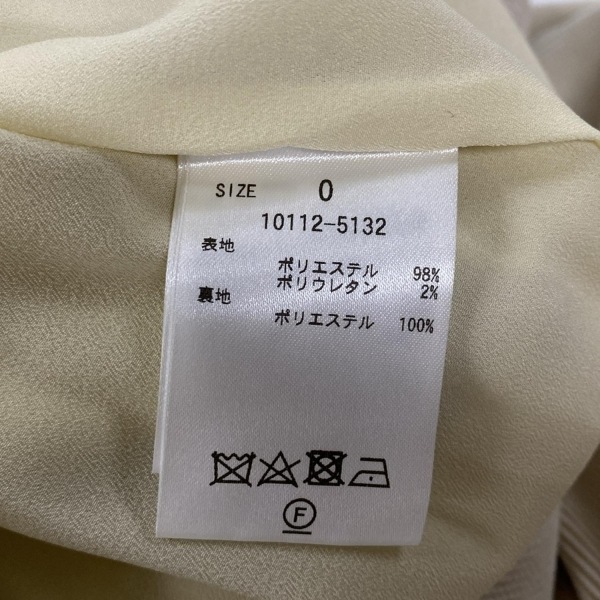 SIZE 0
10112-5132
表地
ポリエステル 98%
ポリウレタン 2%
裏地
ポリエステル 100%
F